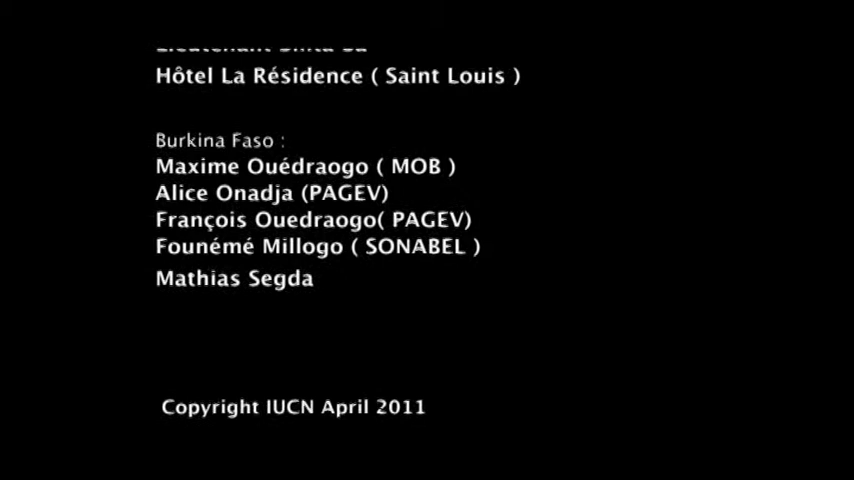 Hôtel La Résidence ( Saint Louis )
Burkina Faso :
Maxime Ouédraogo ( MOB )
Alice Onadja (PAGEV)
François Ouedraogo( PAGEV)
Founémé Millogo ( SONABEL )
Mathias Segda
Copyright IUCN April 2011